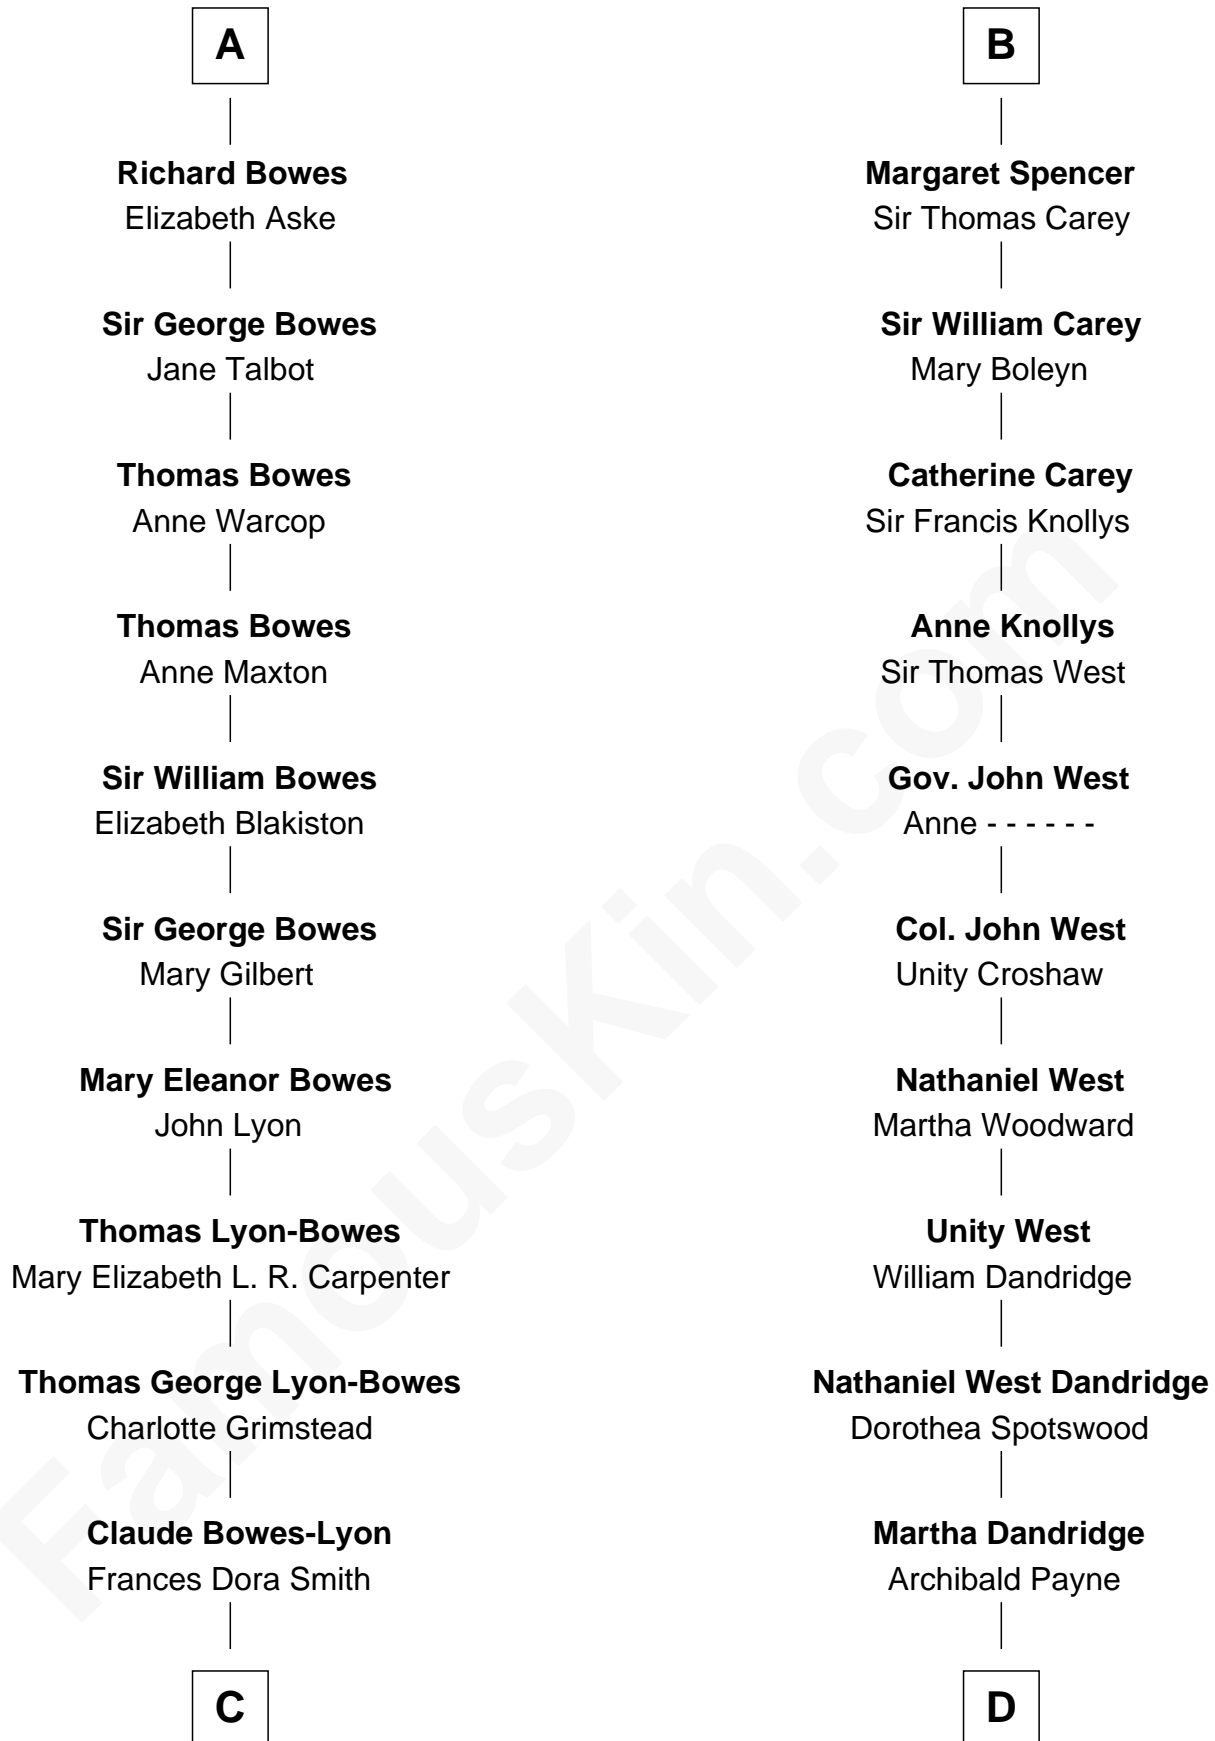 A
Richard Bowes
Elizabeth Aske
Sir George Bowes
Jane Talbot
Thomas Bowes
Anne Warcop
Thomas Bowes
Anne Maxton
Sir William Bowes
Elizabeth Blakiston
Sir George Bowes
Mary Gilbert
Mary Eleanor Bowes
John Lyon
Thomas Lyon-Bowes
Mary Elizabeth L. R. Carpenter
Thomas George Lyon-Bowes
Charlotte Grimstead
Claude Bowes-Lyon
Frances Dora Smith
C
B
Margaret Spencer
Sir Thomas Carey
Sir William Carey
Mary Boleyn
Catherine Carey
Sir Francis Knollys
Anne Knollys
Sir Thomas West
Gov. John West
Anne - - - - - -
Col. John West
Unity Croshaw
Nathaniel West
Martha Woodward
Unity West
William Dandridge
Nathaniel West Dandridge
Dorothea Spotswood
Martha Dandridge
Archibald Payne
D
FamousKin.com